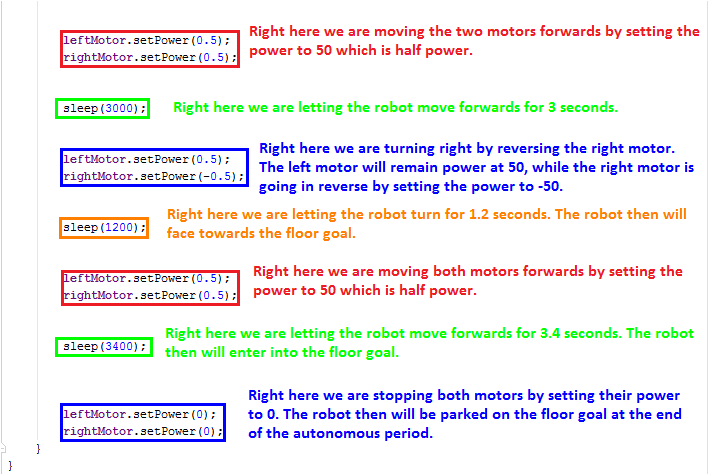 leftMotor.setPower(0.5);
rightMotor.setPower(0.5);
Right here we are moving the two motors forwards by setting the
power to 50 which is half power.
sleep(3000);
Right here we are letting the robot move forwards for 3 seconds.
leftMotor.setPower(0.5);
rightMotor.setPower(-0.5);
Right here we are turning right by reversing the right motor.
The left motor will remain power at 50, while the right motor is
going in reverse by setting the power to -50.
sleep(1200);
Right here we are letting the robot turn for 1.2 seconds. The robot then will
face towards the floor goal.
leftMotor.setPower(0.5);
rightMotor.setPower(0.5);
Right here we are moving both motors forwards by setting the
power to 50 which is half power.
sleep(3400);
Right here we are letting the robot move forwards for 3.4 seconds. The robot
then will enter into the floor goal.
leftMotor.setPower(0);
rightMotor.setPower(0);
Right here we are stopping both motors by setting their power
to 0. The robot then will be parked on the floor goal at the end
of the autonomous period.
}
}